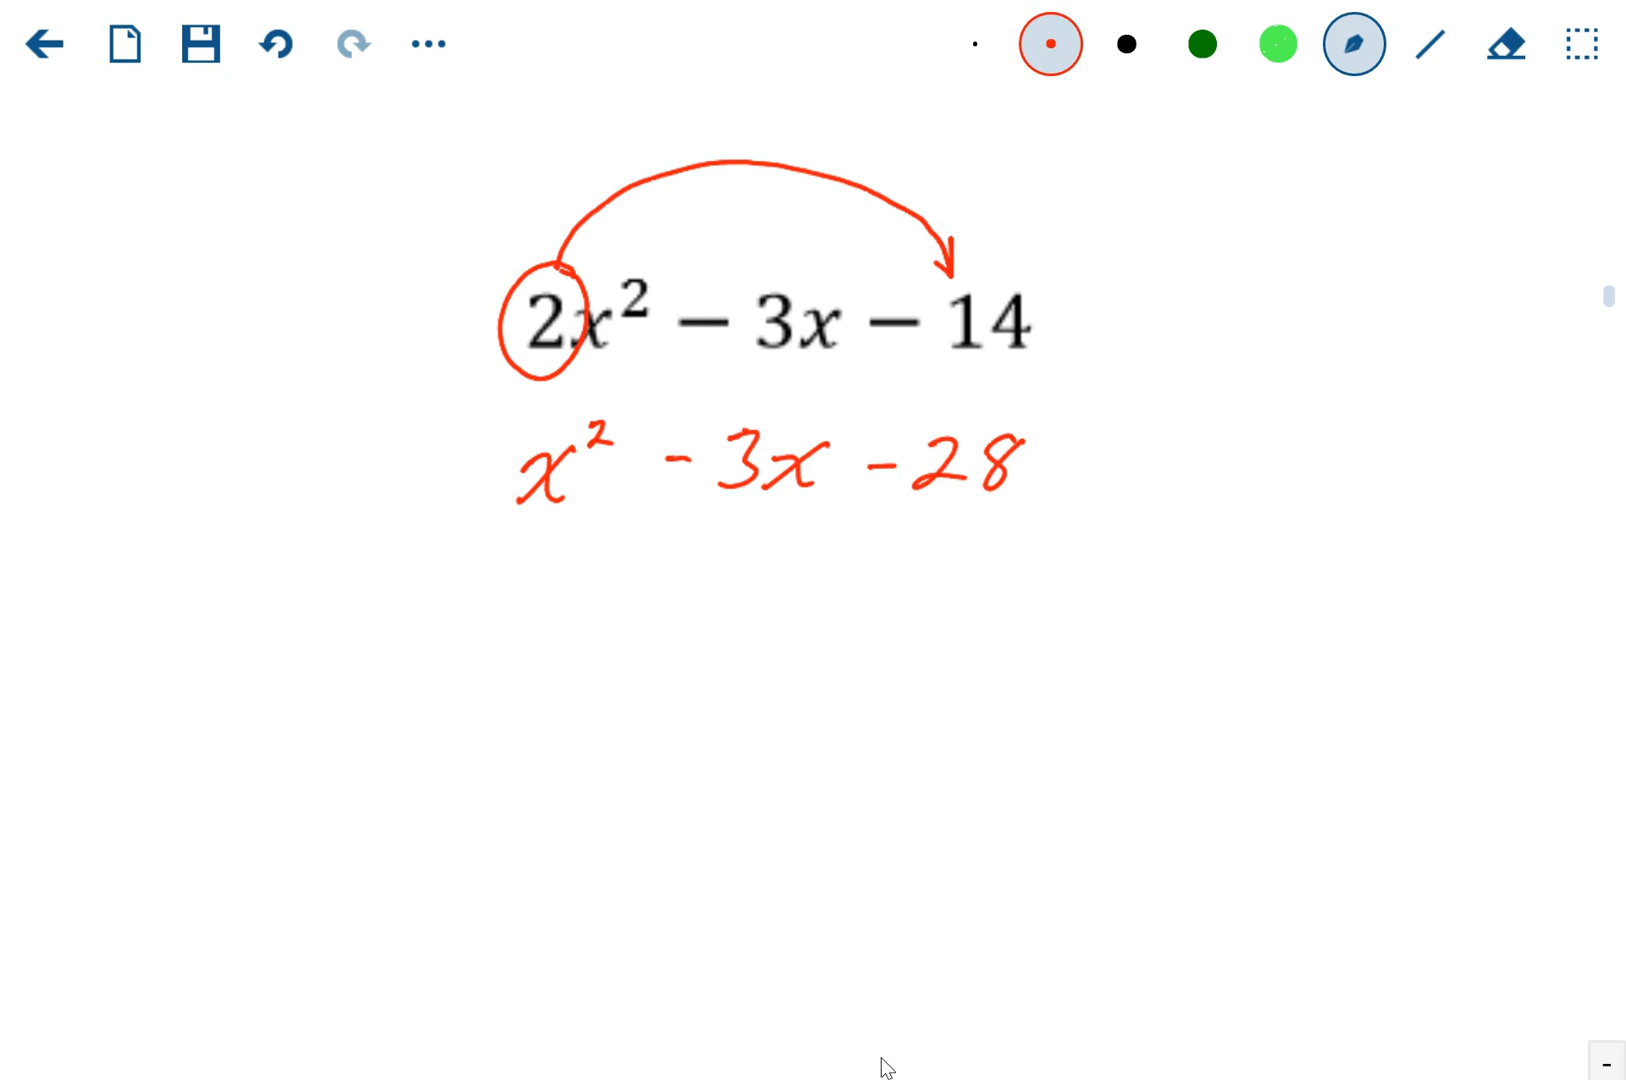 2x² − 3x − 14
x² - 3x - 28